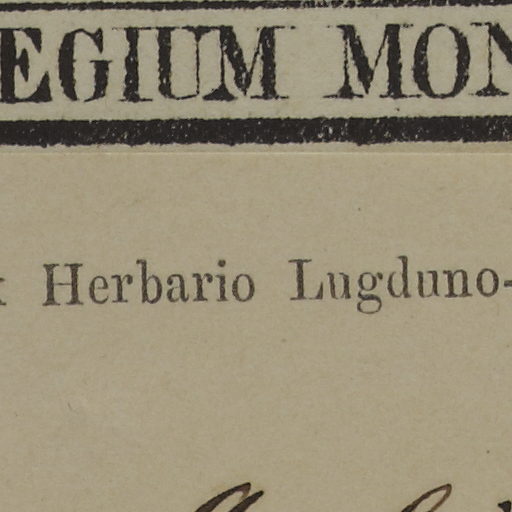 EGIUM MON
x Herbario Lugduno-